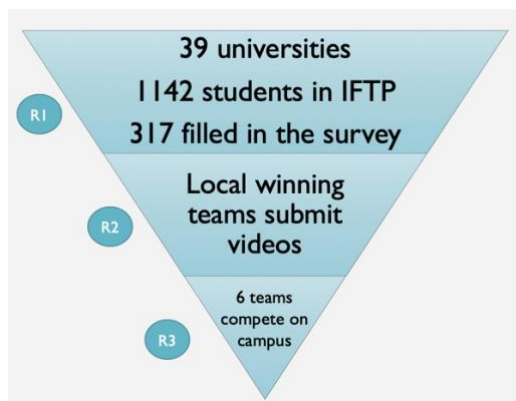 39 universities
1142 students in IFTP
R1
317 filled in the survey
Local winning
teams submit
R2
videos
6 teams
compete on
R3
campus